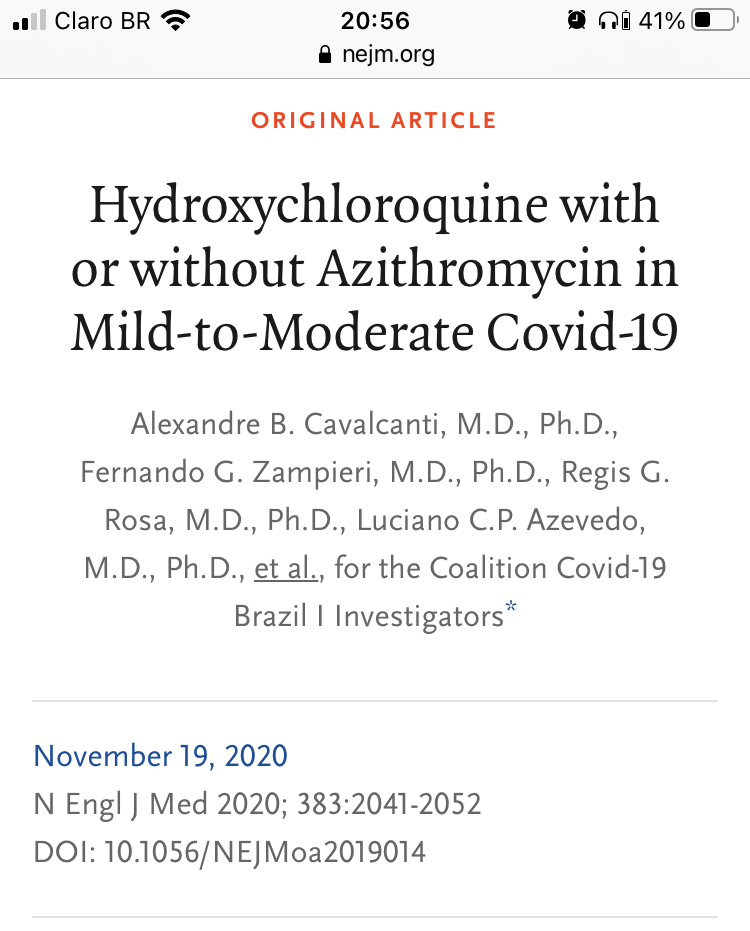 Claro BR 20:56 41%
nejm.org
ORIGINAL ARTICLE
Hydroxychloroquine with
or without Azithromycin in
Mild-to-Moderate Covid-19
Alexandre B. Cavalcanti, M.D., Ph.D.,
Fernando G. Zampieri, M.D., Ph.D., Regis G.
Rosa, M.D., Ph.D., Luciano C.P. Azevedo,
M.D., Ph.D., et al., for the Coalition Covid-19
Brazil I Investigators*
November 19, 2020
N Engl J Med 2020; 383:2041-2052
DOI: 10.1056/NEJMoa2019014